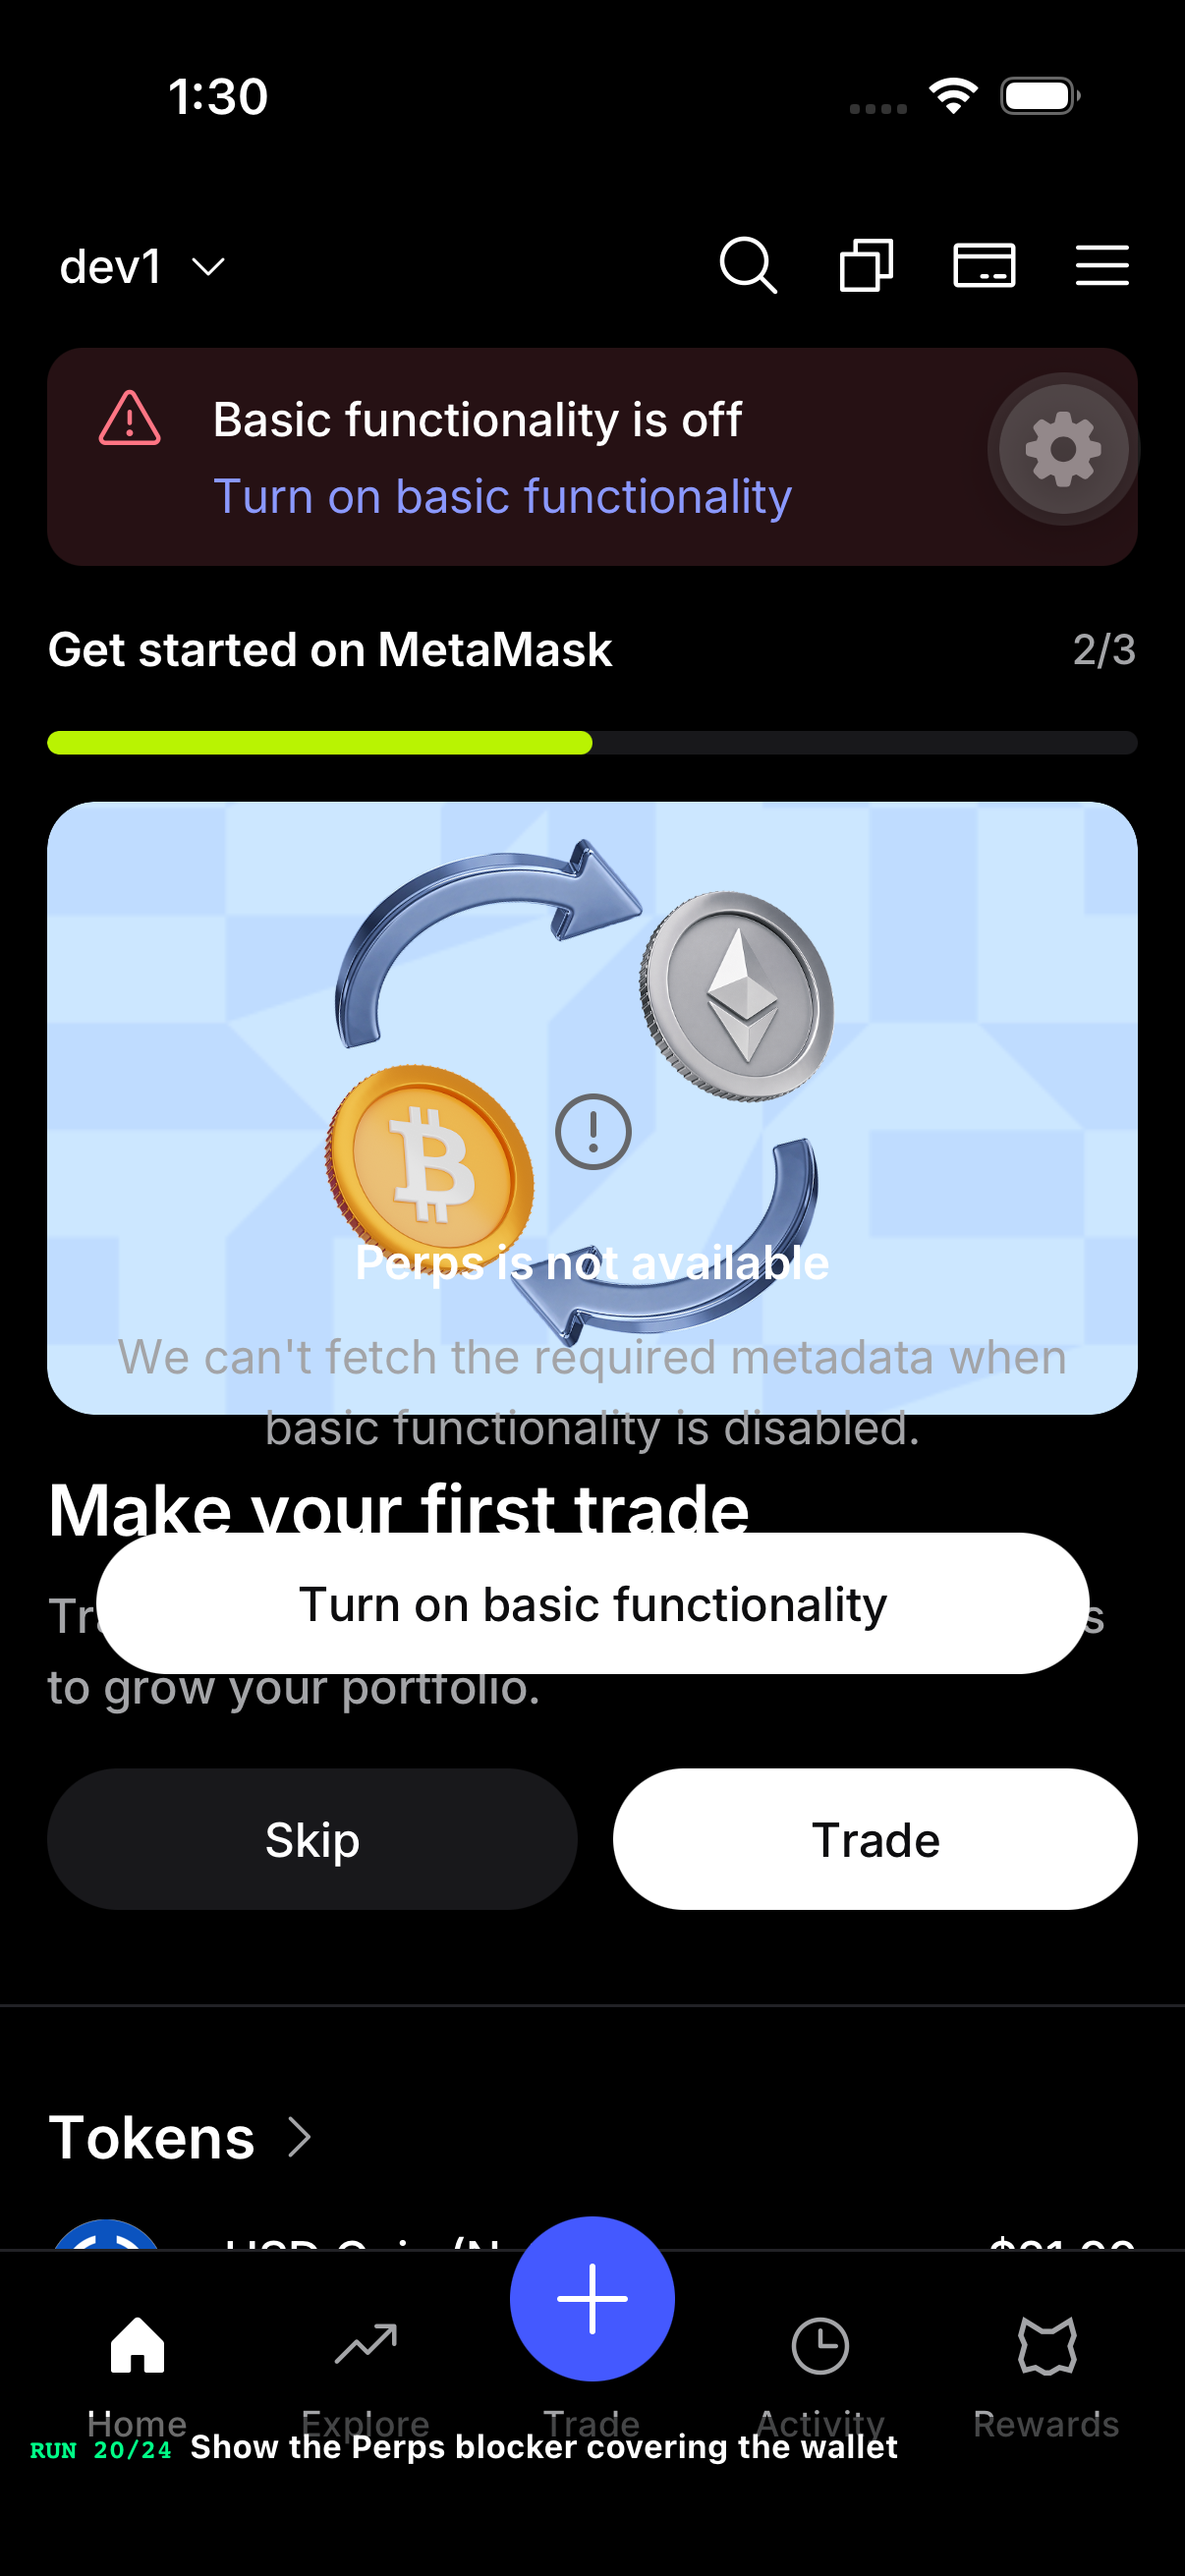 1:30
dev1
Basic functionality is off
Turn on basic functionality
Get started on MetaMask
2/3
Perps is not available
We can't fetch the required metadata when
basic functionality is disabled.
Make your first trade
Turn on basic functionality
to grow your portfolio.
Skip
Trade
Tokens
Home
Explore
Trade
Activity
Rewards
RUN 20/24 Show the Perps blocker covering the wallet